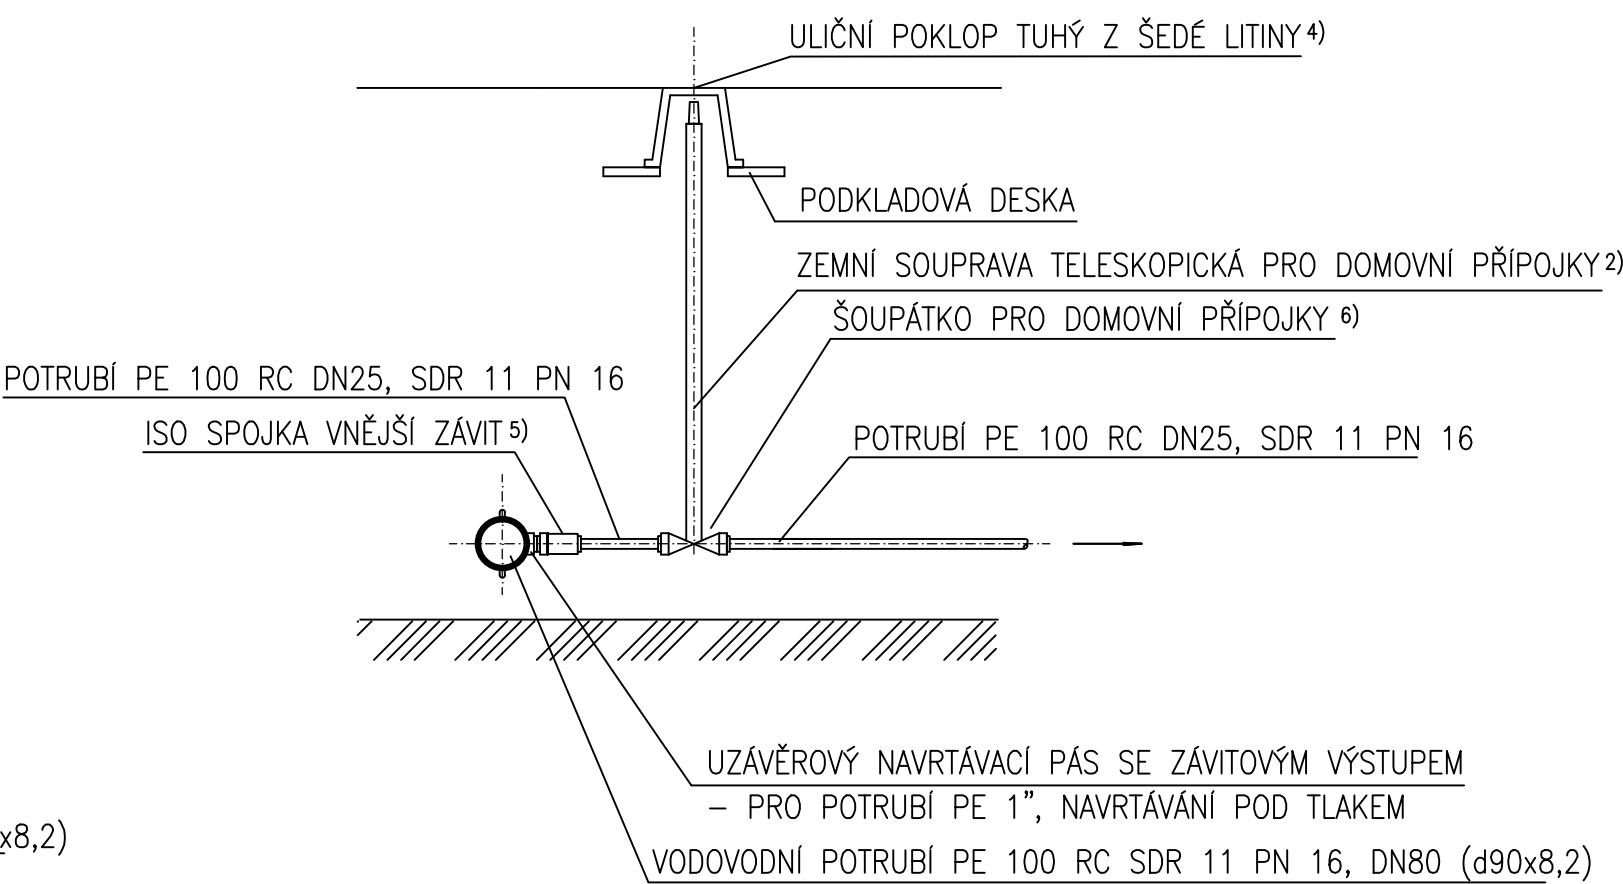 ULIČNÍ POKLOP TUHÝ Z ŠEDÉ LITINY 4)
PODKLADOVÁ DESKA
ZEMNÍ SOUPRAVA TELESKOPICKÁ PRO DOMOVNÍ PŘÍPOJKY 2)
ŠOUPÁTKO PRO DOMOVNÍ PŘÍPOJKY 6)
POTRUBÍ PE 100 RC DN25, SDR 11 PN 16
ISO SPOJKA VNĚJŠÍ ZÁVIT 5)
POTRUBÍ PE 100 RC DN25, SDR 11 PN 16
UZÁVĚROVÝ NAVRTÁVACÍ PÁS SE ZÁVITOVÝM VÝSTUPEM
– PRO POTRUBÍ PE 1”, NAVRTÁVÁNÍ POD TLAKEM
x8,2)
VODOVODNÍ POTRUBÍ PE 100 RC SDR 11 PN 16, DN80 (d90x8,2)